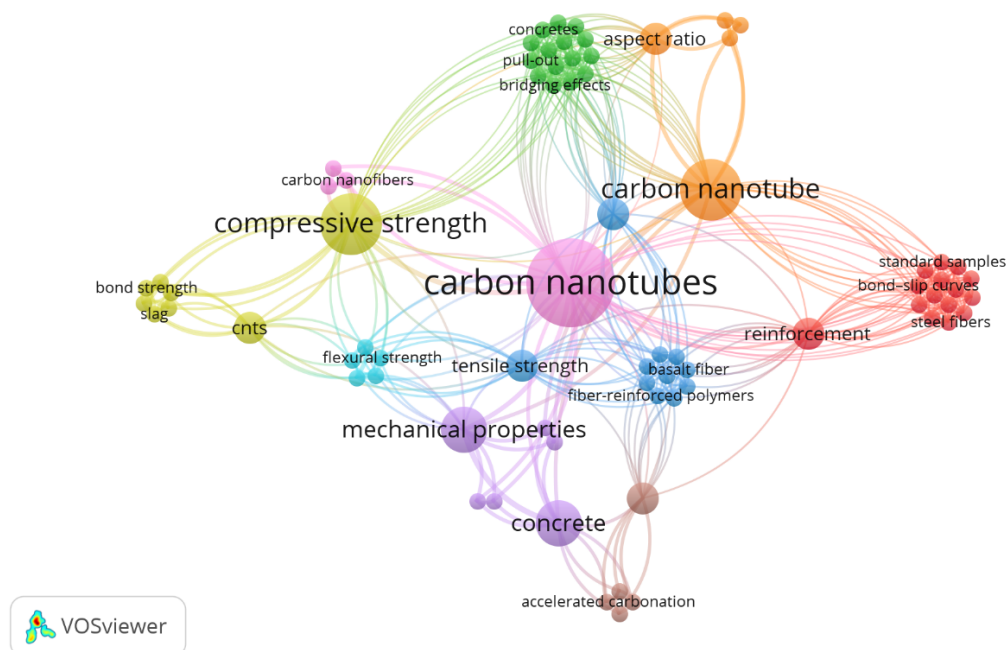 concretes
aspect ratio
pull-out
bridging effects
carbon nanofibers
carbon nanotube
compressive strength
standard samples
carbon nanotubes
bond–slip curves
bond strength
slag
steel fibers
cnts
reinforcement
flexural strength
tensile strength
basalt fiber
fiber-reinforced polymers
mechanical properties
concrete
accelerated carbonation
VOSviewer